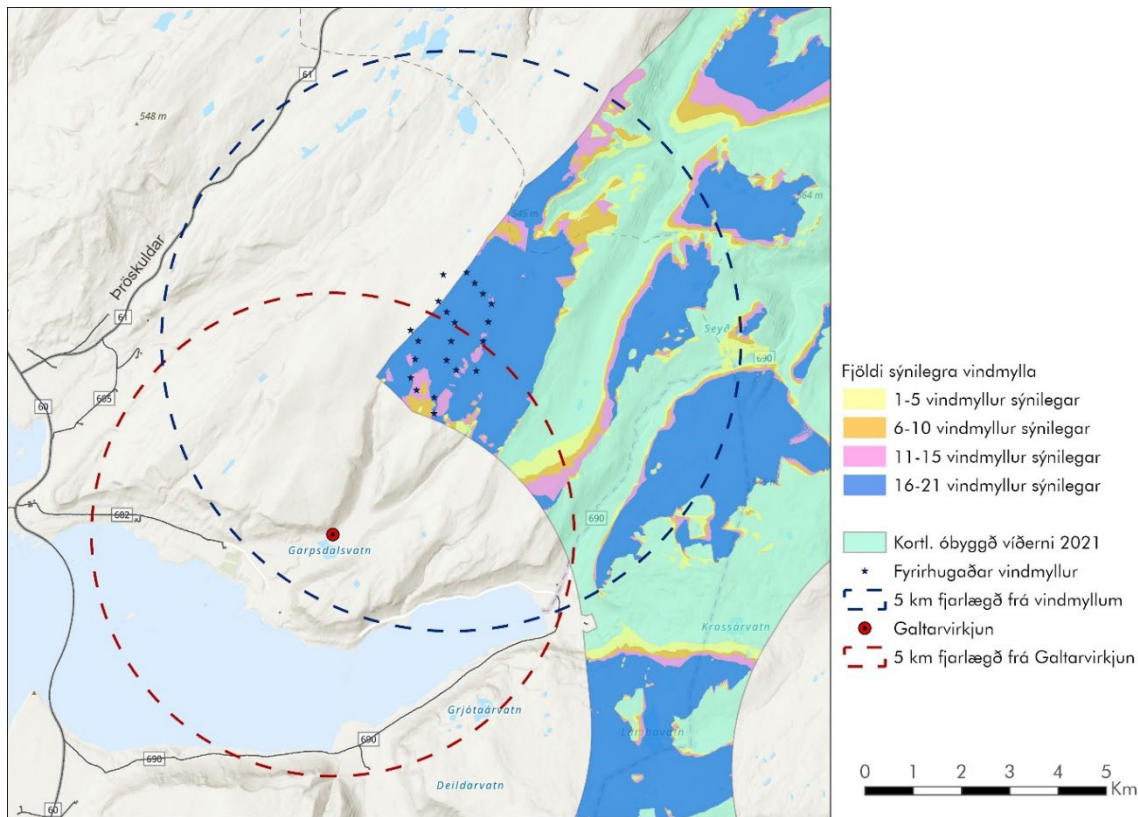 61
548 m
545 m
564 m
Þröskuldar
61
690
605
60
602
690
Garpsdalsvatn
Krossárvatn
Grjótaárvatn
Lambavatn
690
690
Deildarvatn
60
Fjöldi sýnilegra vindmylla
1-5 vindmyllur sýnilegar
6-10 vindmyllur sýnilegar
11-15 vindmyllur sýnilegar
16-21 vindmyllur sýnilegar
Kortl. óbyggð víðerni 2021
Fyrirhugaðar vindmyllur
5 km fjarlægð frá vindmyllum
Galtarvirkjun
5 km fjarlægð frá Galtarvirkjun
0 1 2 3 4 5
Km